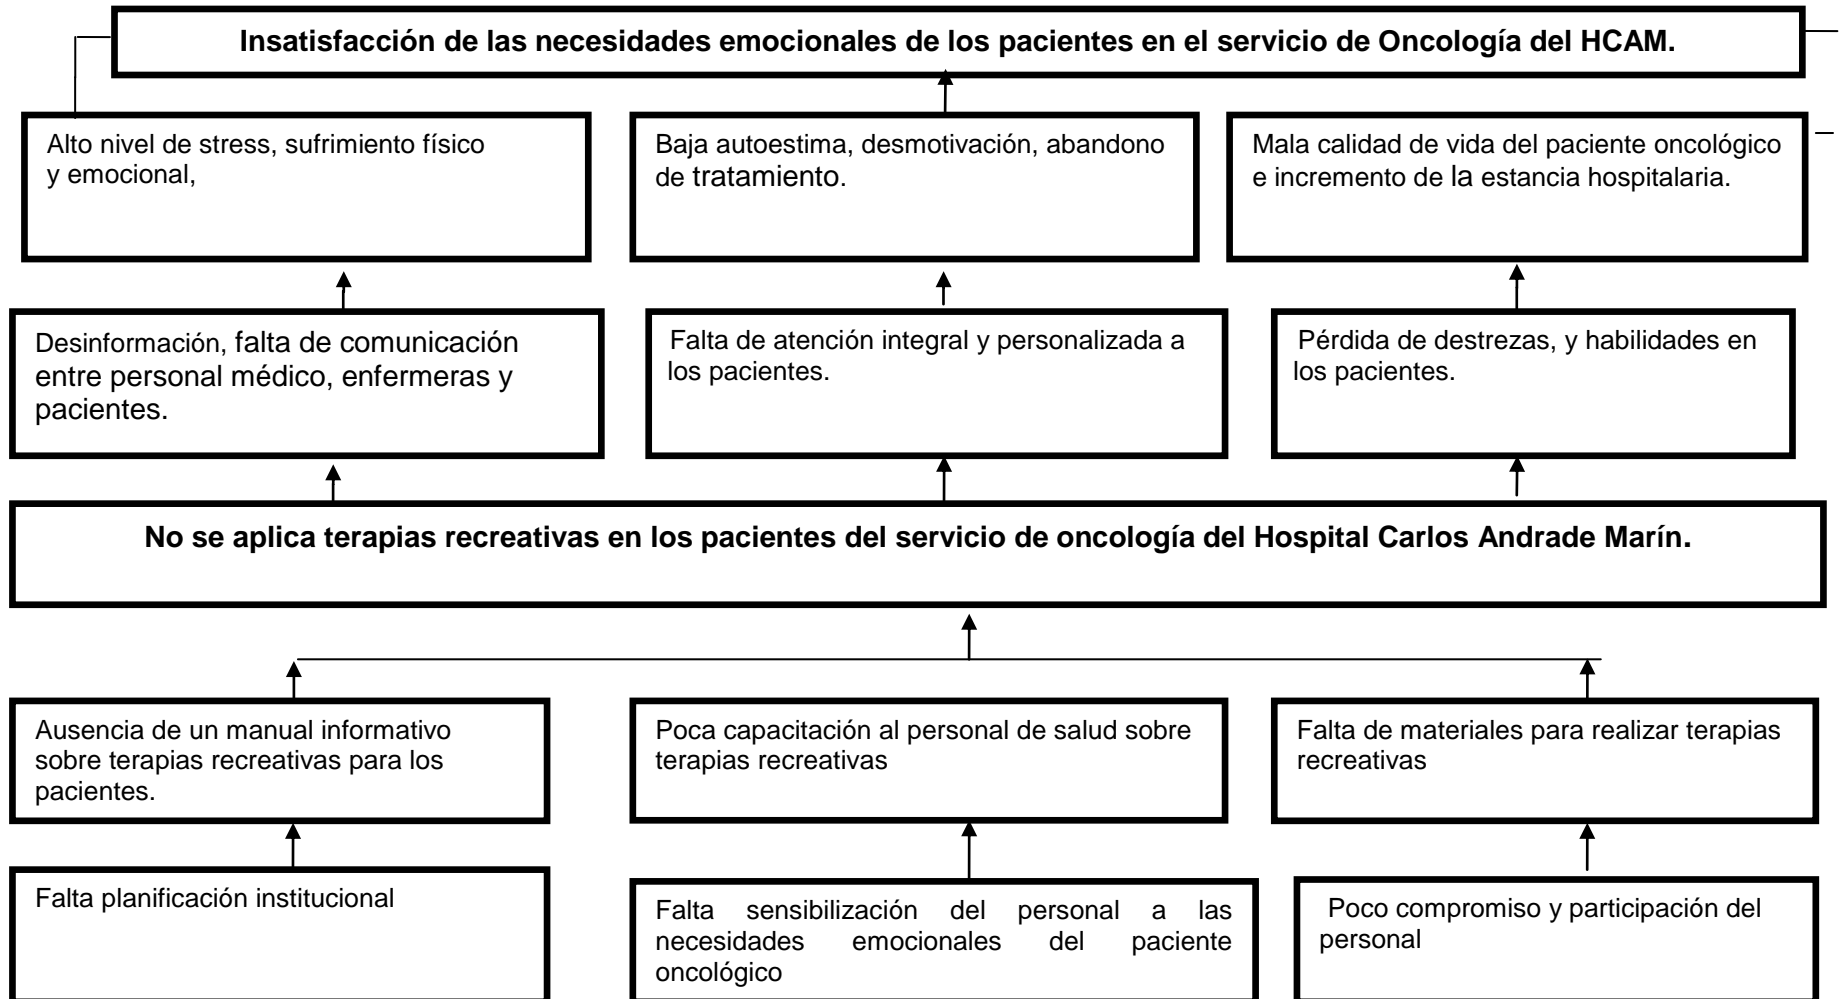 Insatisfacción de las necesidades emocionales de los pacientes en el servicio de Oncología del HCAM.
Alto nivel de stress, sufrimiento físico
y emocional,
Baja autoestima, desmotivación, abandono
de tratamiento.
Mala calidad de vida del paciente oncológico
e incremento de la estancia hospitalaria.
Desinformación, falta de comunicación
entre personal médico, enfermeras y
pacientes.
Falta de atención integral y personalizada a
los pacientes.
Pérdida de destrezas, y habilidades en
los pacientes.
No se aplica terapias recreativas en los pacientes del servicio de oncología del Hospital Carlos Andrade Marín.
Ausencia de un manual informativo
sobre terapias recreativas para los
pacientes.
Poca capacitación al personal de salud sobre
terapias recreativas
Falta de materiales para realizar terapias
recreativas
Falta planificación institucional
Falta sensibilización del personal a las
necesidades emocionales del paciente
oncológico
Poco compromiso y participación del
personal